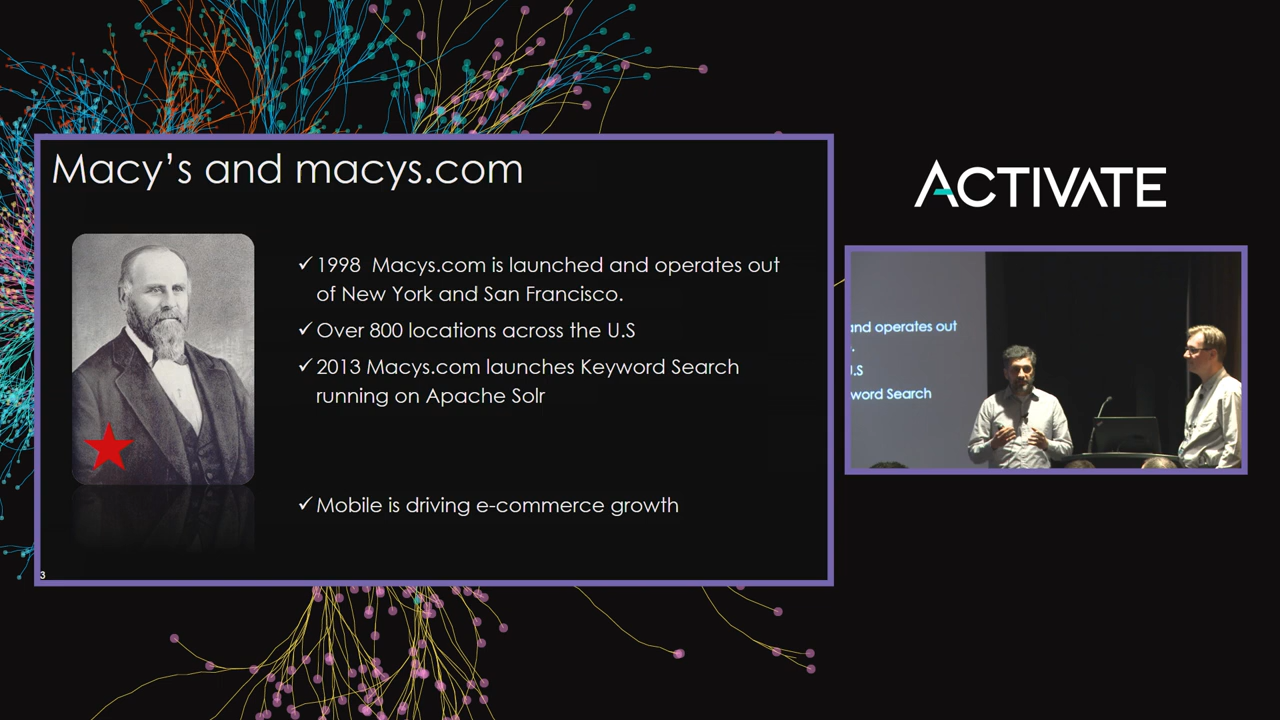 Macy's and macys.com
✓ 1998 Macys.com is launched and operates out
of New York and San Francisco.
✓ Over 800 locations across the U.S
✓ 2013 Macys.com launches Keyword Search
running on Apache Solr
✓ Mobile is driving e-commerce growth
3
ACTIVATE
and operates out
.
U.S
word Search